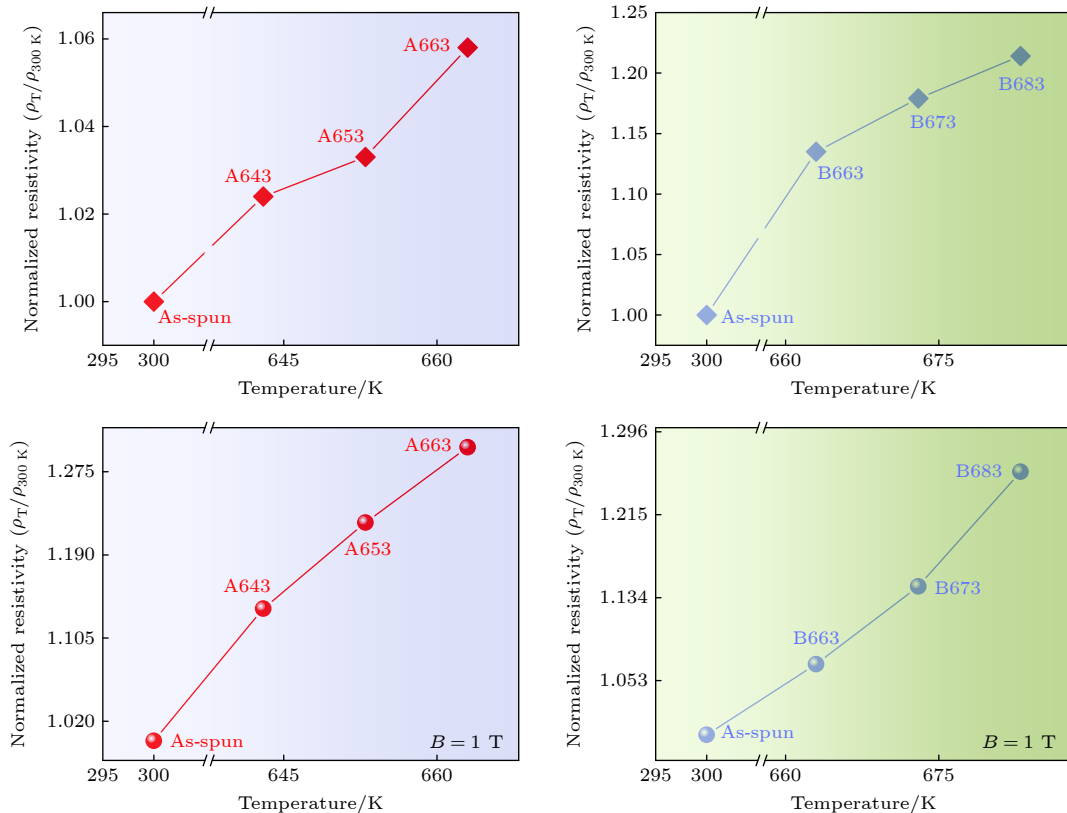 Normalized resistivity (ρT/ρ300 K)
1.06
1.04
1.02
1.00
A663
A653
A643
As-spun
295
300
645
660
Temperature/K
Normalized resistivity (ρT/ρ300 K)
1.25
1.20
1.15
1.10
1.05
1.00
B683
B673
B663
As-spun
295
300
660
675
Temperature/K
Normalized resistivity (ρT/ρ300 K)
1.275
1.190
1.105
1.020
A663
A653
A643
As-spun
B = 1 T
295
300
645
660
Temperature/K
Normalized resistivity (ρT/ρ300 K)
1.296
1.215
1.134
1.053
B683
B673
B663
As-spun
B = 1 T
295
300
660
675
Temperature/K